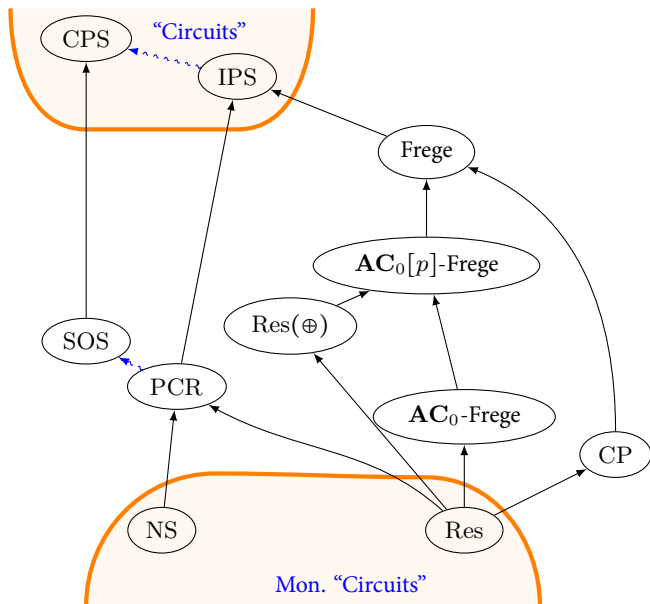 “Circuits”
CPS
IPS
Frege
AC₀[p]-Frege
Res(⊕)
SOS
PCR
AC₀-Frege
CP
NS
Res
Mon. “Circuits”